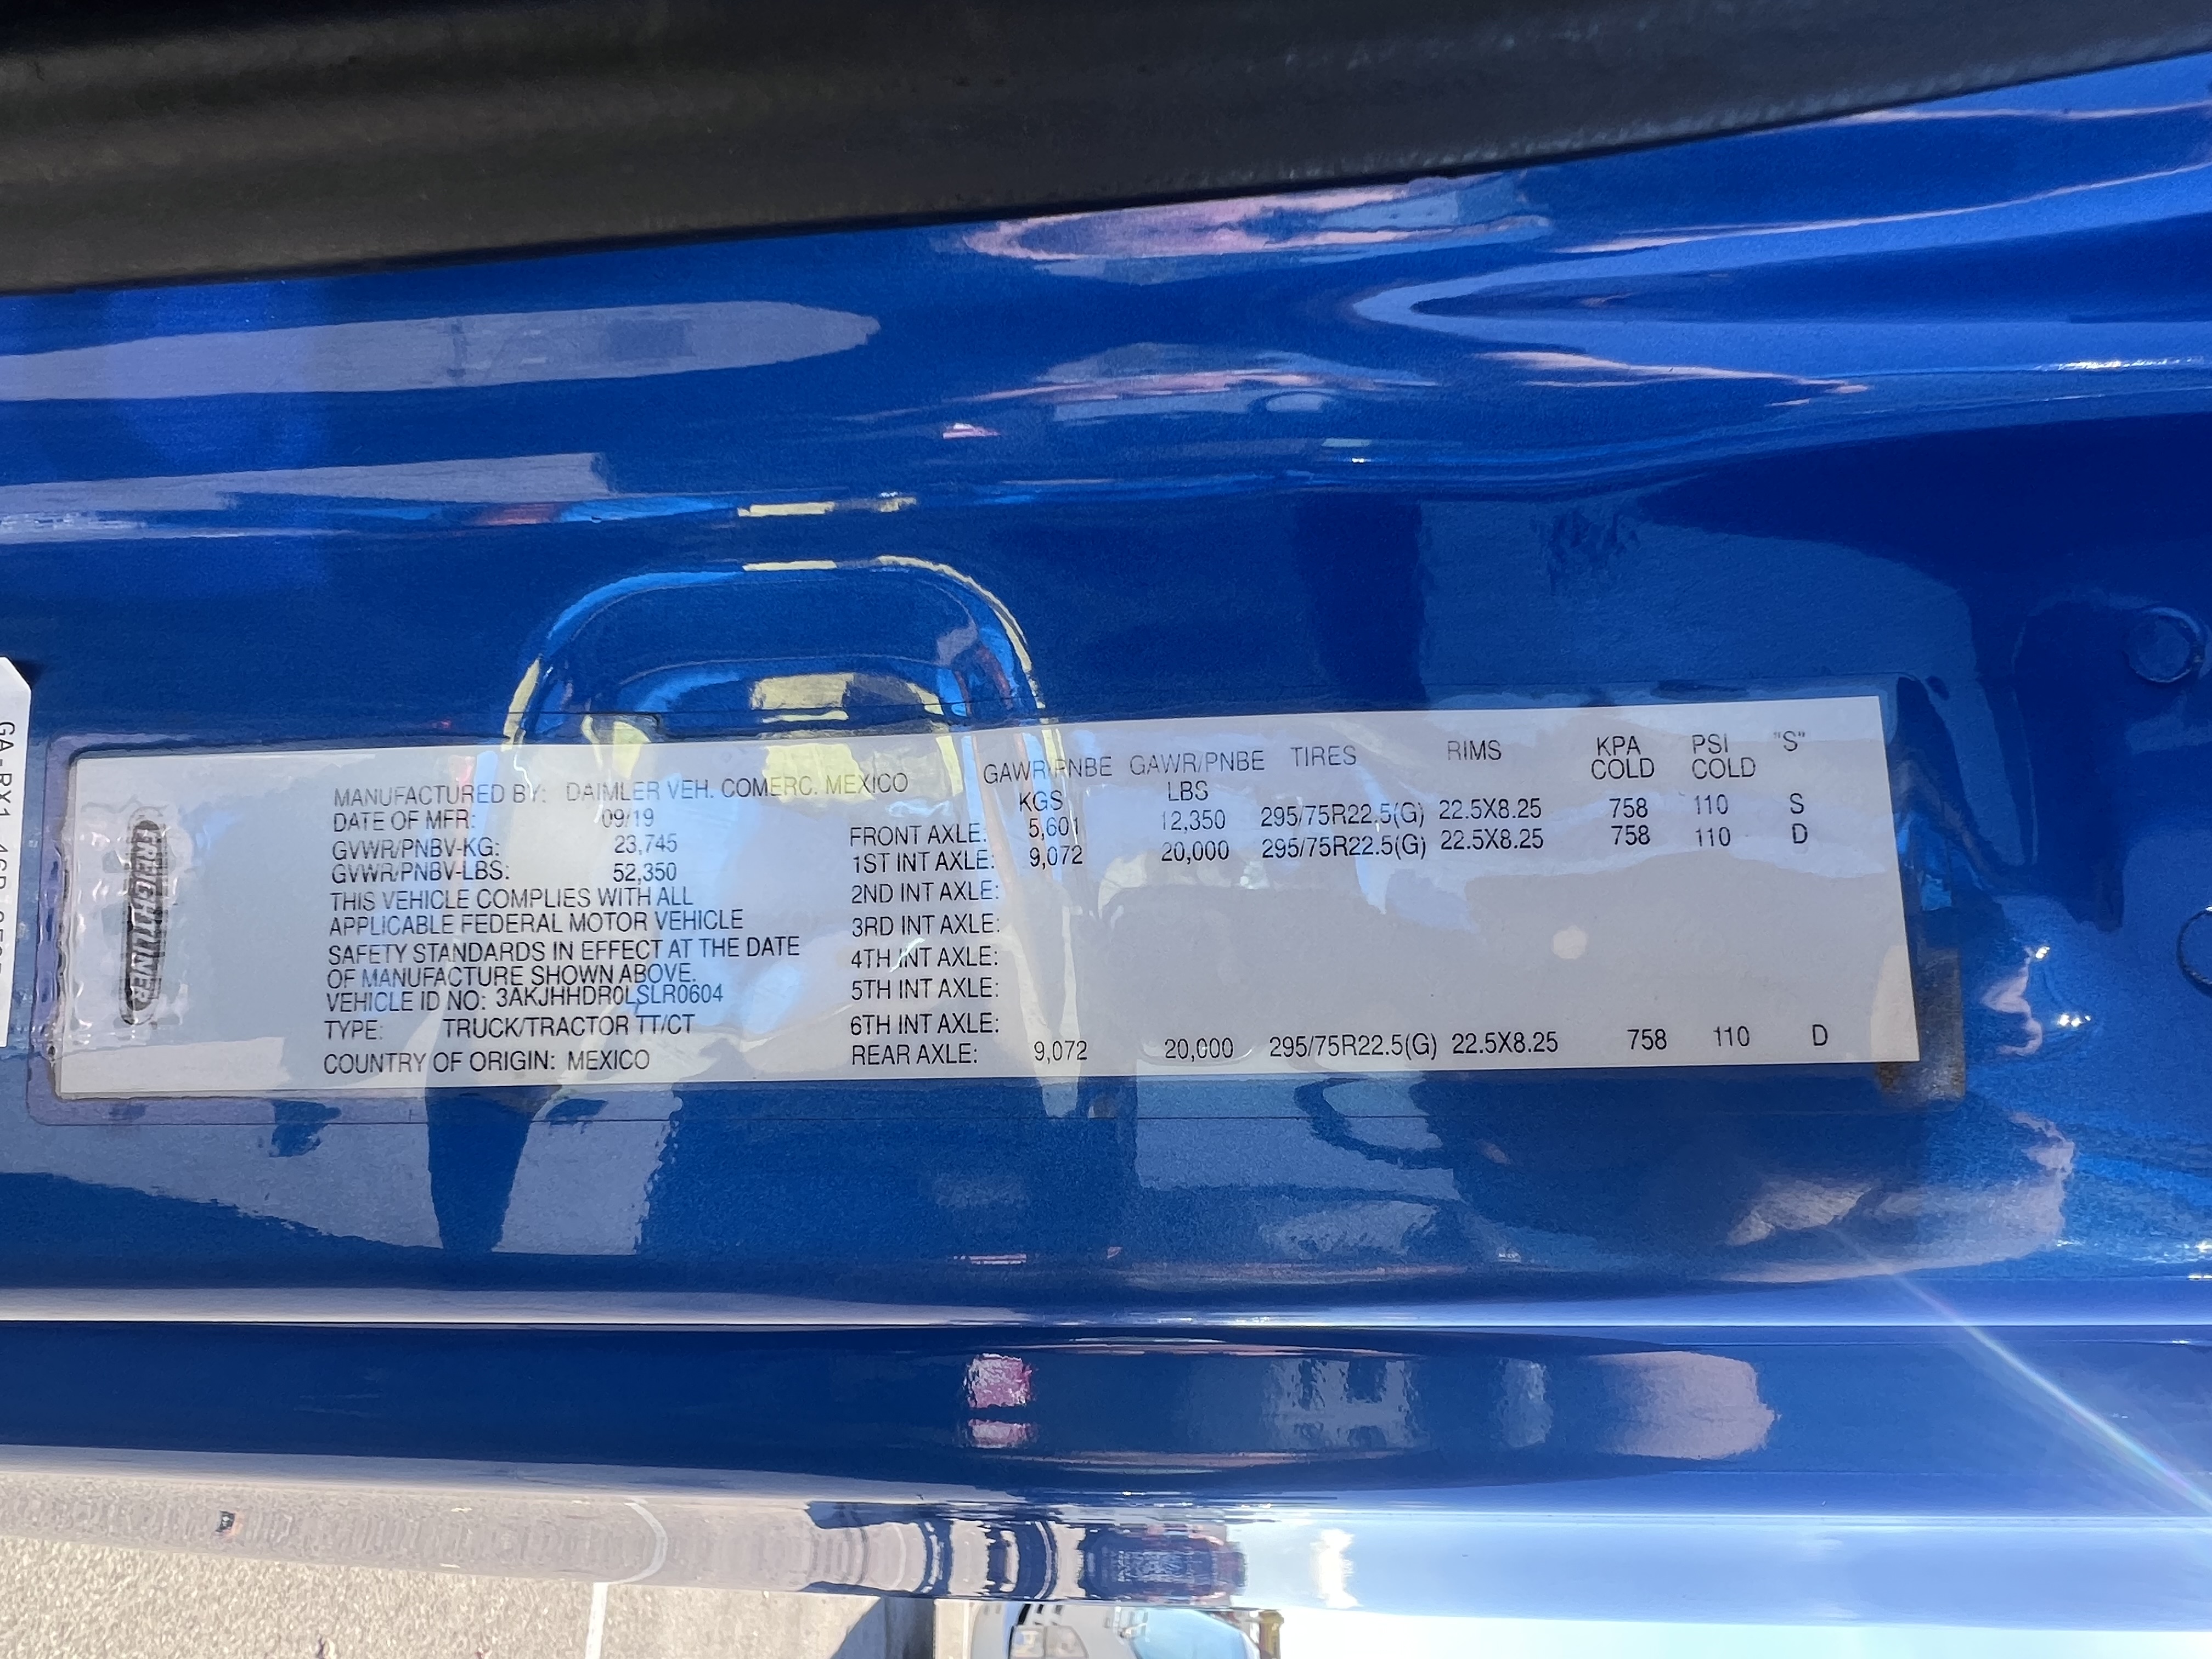 FREIGHTLINER
MANUFACTURED BY: DAIMLER VEH. COMERC. MEXICO
DATE OF MFR: 09/19
GVWR/PNBV-KG: 23,745
GVWR/PNBV-LBS: 52,350
THIS VEHICLE COMPLIES WITH ALL
APPLICABLE FEDERAL MOTOR VEHICLE
SAFETY STANDARDS IN EFFECT AT THE DATE
OF MANUFACTURE SHOWN ABOVE.
VEHICLE ID NO: 3AKJHHDR0LSLR0604
TYPE: TRUCK/TRACTOR TT/CT
COUNTRY OF ORIGIN: MEXICO
GAWR/PNBE KGS GAWR/PNBE LBS TIRES RIMS KPA COLD PSI COLD "S"
FRONT AXLE: 5,601 12,350 295/75R22.5(G) 22.5X8.25 758 110 S
1ST INT AXLE: 9,072 20,000 295/75R22.5(G) 22.5X8.25 758 110 D
2ND INT AXLE:
3RD INT AXLE:
4TH INT AXLE:
5TH INT AXLE:
6TH INT AXLE:
REAR AXLE: 9,072 20,000 295/75R22.5(G) 22.5X8.25 758 110 D